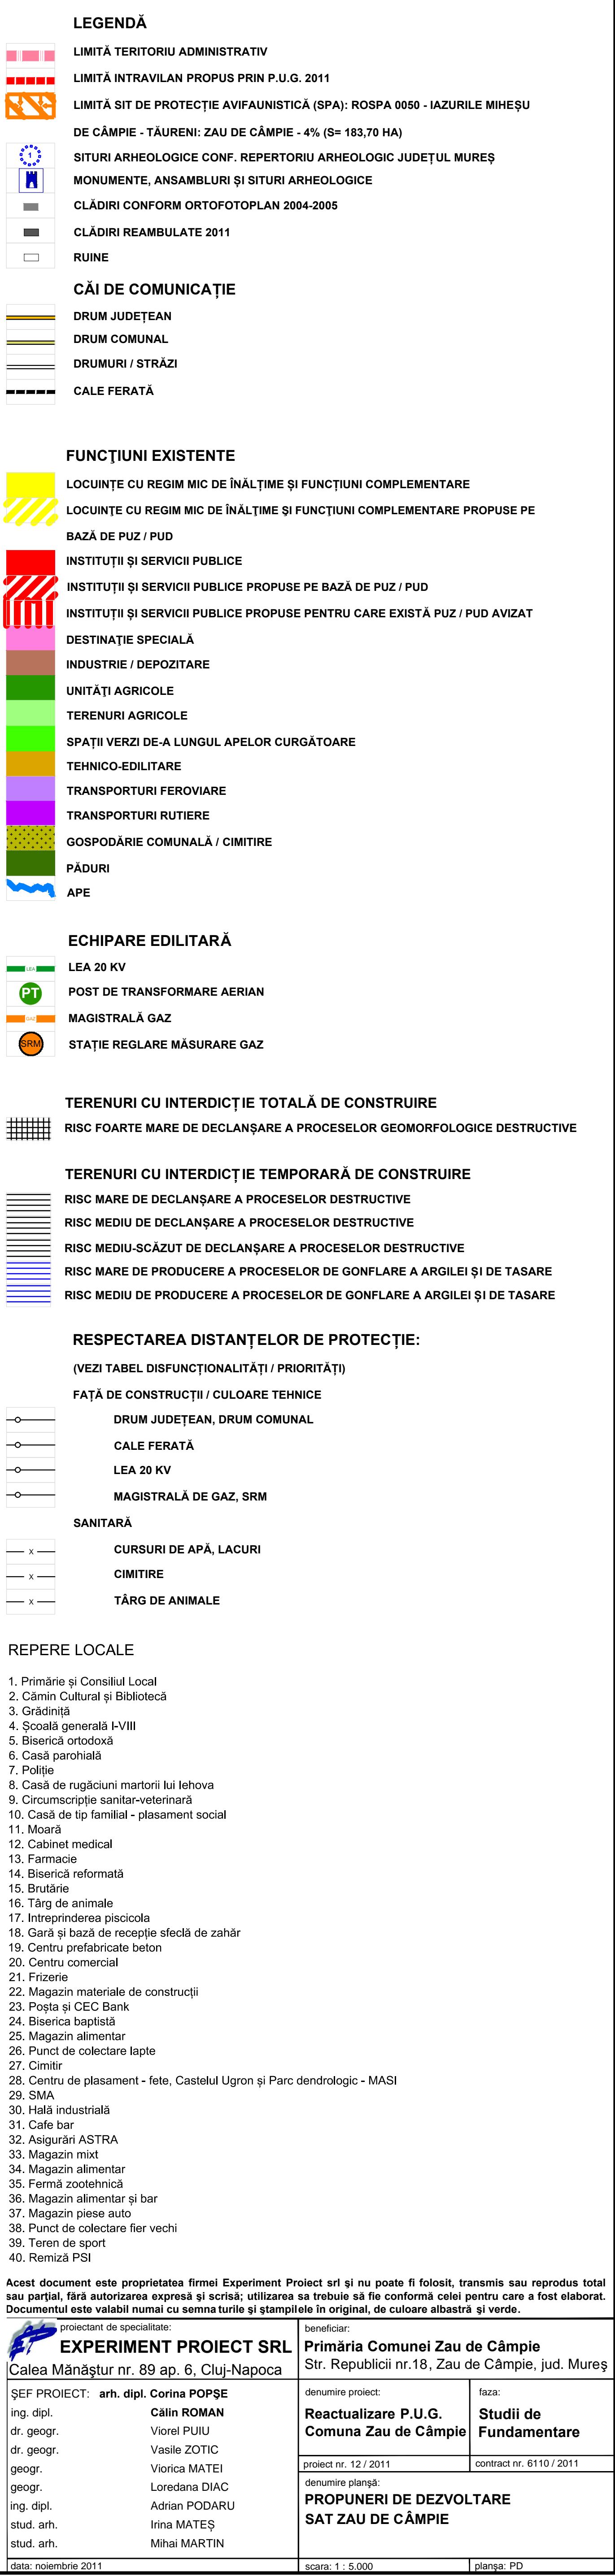 LEGENDĂ
LIMITĂ TERITORIU ADMINISTRATIV
LIMITĂ INTRAVILAN PROPUS PRIN P.U.G. 2011
LIMITĂ SIT DE PROTECȚIE AVIFAUNISTICĂ (SPA): ROSPA 0050 - IAZURILE MIHEȘU
DE CÂMPIE - TĂURENI: ZAU DE CÂMPIE - 4% (S= 183,70 HA)
1
SITURI ARHEOLOGICE CONF. REPERTORIU ARHEOLOGIC JUDEȚUL MUREȘ
MONUMENTE, ANSAMBLURI ȘI SITURI ARHEOLOGICE
CLĂDIRI CONFORM ORTOFOTOPLAN 2004-2005
CLĂDIRI REAMBULATE 2011
RUINE
CĂI DE COMUNICAȚIE
DRUM JUDEȚEAN
DRUM COMUNAL
DRUMURI / STRĂZI
CALE FERATĂ
FUNCŢIUNI EXISTENTE
LOCUINȚE CU REGIM MIC DE ÎNĂLȚIME ȘI FUNCȚIUNI COMPLEMENTARE
LOCUINŢE CU REGIM MIC DE ÎNĂLŢIME ŞI FUNCŢIUNI COMPLEMENTARE PROPUSE PE
BAZĂ DE PUZ / PUD
INSTITUȚII ȘI SERVICII PUBLICE
INSTITUȚII ȘI SERVICII PUBLICE PROPUSE PE BAZĂ DE PUZ / PUD
INSTITUȚII ȘI SERVICII PUBLICE PROPUSE PENTRU CARE EXISTĂ PUZ / PUD AVIZAT
DESTINAŢIE SPECIALĂ
INDUSTRIE / DEPOZITARE
UNITĂŢI AGRICOLE
TERENURI AGRICOLE
SPAȚII VERZI DE-A LUNGUL APELOR CURGĂTOARE
TEHNICO-EDILITARE
TRANSPORTURI FEROVIARE
TRANSPORTURI RUTIERE
GOSPODĂRIE COMUNALĂ / CIMITIRE
PĂDURI
APE
ECHIPARE EDILITARĂ
LEA
LEA 20 KV
PT
POST DE TRANSFORMARE AERIAN
GAZ
MAGISTRALĂ GAZ
SRM
STAȚIE REGLARE MĂSURARE GAZ
TERENURI CU INTERDICȚIE TOTALĂ DE CONSTRUIRE
RISC FOARTE MARE DE DECLANȘARE A PROCESELOR GEOMORFOLOGICE DESTRUCTIVE
TERENURI CU INTERDICȚIE TEMPORARĂ DE CONSTRUIRE
RISC MARE DE DECLANȘARE A PROCESELOR DESTRUCTIVE
RISC MEDIU DE DECLANȘARE A PROCESELOR DESTRUCTIVE
RISC MEDIU-SCĂZUT DE DECLANȘARE A PROCESELOR DESTRUCTIVE
RISC MARE DE PRODUCERE A PROCESELOR DE GONFLARE A ARGILEI ȘI DE TASARE
RISC MEDIU DE PRODUCERE A PROCESELOR DE GONFLARE A ARGILEI ȘI DE TASARE
RESPECTAREA DISTANȚELOR DE PROTECȚIE:
(VEZI TABEL DISFUNCȚIONALITĂȚI / PRIORITĂȚI)
FAȚĂ DE CONSTRUCȚII / CULOARE TEHNICE
DRUM JUDEȚEAN, DRUM COMUNAL
CALE FERATĂ
LEA 20 KV
MAGISTRALĂ DE GAZ, SRM
SANITARĂ
x CURSURI DE APĂ, LACURI
x CIMITIRE
x TÂRG DE ANIMALE
REPERE LOCALE
1. Primărie și Consiliul Local
2. Cămin Cultural și Bibliotecă
3. Grădiniță
4. Școală generală I-VIII
5. Biserică ortodoxă
6. Casă parohială
7. Poliție
8. Casă de rugăciuni martorii lui Iehova
9. Circumscripție sanitar-veterinară
10. Casă de tip familial - plasament social
11. Moară
12. Cabinet medical
13. Farmacie
14. Biserică reformată
15. Brutărie
16. Târg de animale
17. Intreprinderea piscicola
18. Gară și bază de recepție sfeclă de zahăr
19. Centru prefabricate beton
20. Centru comercial
21. Frizerie
22. Magazin materiale de construcții
23. Poșta și CEC Bank
24. Biserica baptistă
25. Magazin alimentar
26. Punct de colectare lapte
27. Cimitir
28. Centru de plasament - fete, Castelul Ugron și Parc dendrologic - MASI
29. SMA
30. Hală industrială
31. Cafe bar
32. Asigurări ASTRA
33. Magazin mixt
34. Magazin alimentar
35. Fermă zootehnică
36. Magazin alimentar și bar
37. Magazin piese auto
38. Punct de colectare fier vechi
39. Teren de sport
40. Remiză PSI
Acest document este proprietatea firmei Experiment Proiect srl şi nu poate fi folosit, transmis sau reprodus total
sau parţial, fără autorizarea expresă şi scrisă; utilizarea sa trebuie să fie conformă celei pentru care a fost elaborat.
Documentul este valabil numai cu semnaturile şi ştampilele în original, de culoare albastră şi verde.
proiectant de specialitate:
EXPERIMENT PROIECT SRL
Calea Mănăştur nr. 89 ap. 6, Cluj-Napoca
beneficiar:
Primăria Comunei Zau de Câmpie
Str. Republicii nr.18, Zau de Câmpie, jud. Mureş
ŞEF PROIECT: arh. dipl. Corina POPŞE
ing. dipl. Călin ROMAN
dr. geogr. Viorel PUIU
dr. geogr. Vasile ZOTIC
geogr. Viorica MATEI
geogr. Loredana DIAC
ing. dipl. Adrian PODARU
stud. arh. Irina MATEŞ
stud. arh. Mihai MARTIN
data: noiembrie 2011
denumire proiect:
Reactualizare P.U.G.
Comuna Zau de Câmpie
faza:
Studii de
Fundamentare
proiect nr. 12 / 2011
contract nr. 6110 / 2011
denumire planşă:
PROPUNERI DE DEZVOLTARE
SAT ZAU DE CÂMPIE
scara: 1 : 5.000
planşa: PD